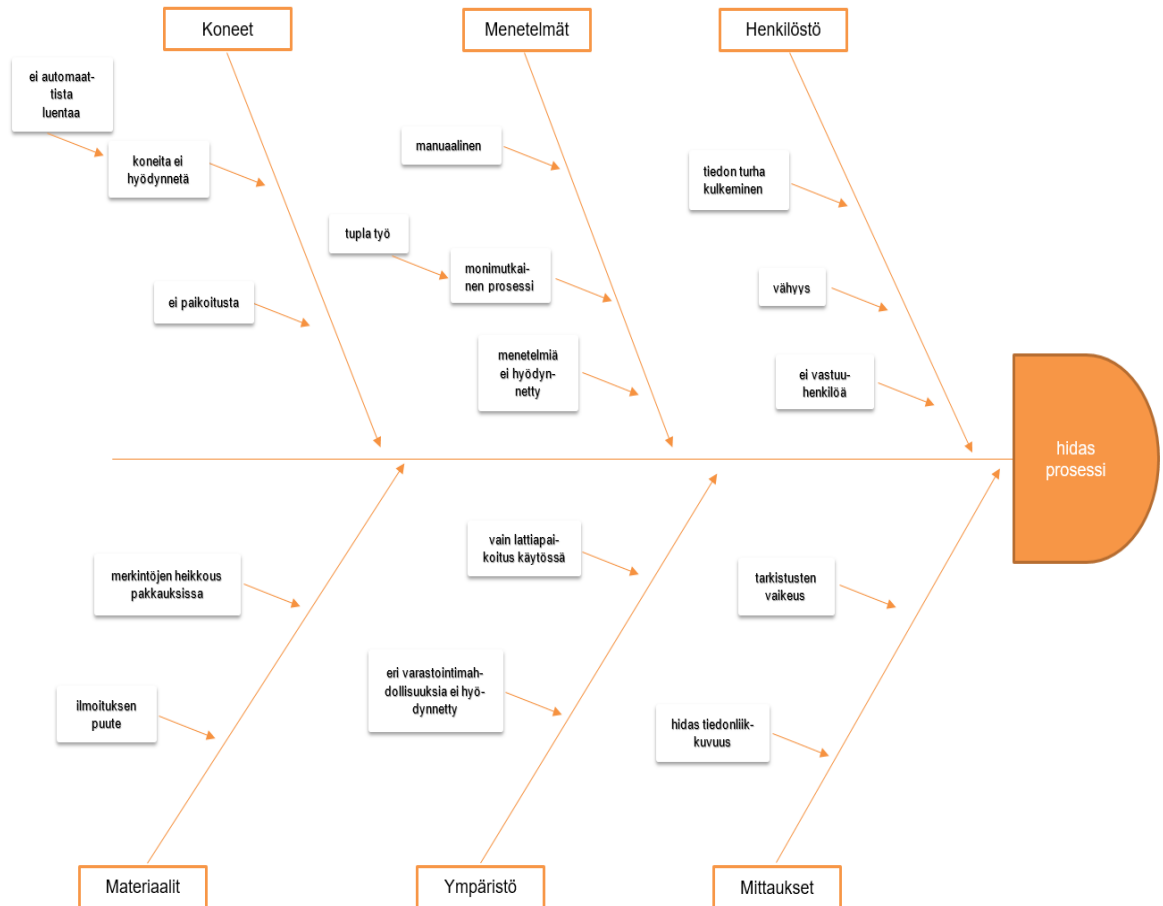 Koneet
Menetelmät
Henkilöstö
ei automaat-
tista
luentaa
koneita ei
hyödynnetä
ei paikoitusta
manuaalinen
tupla työ
monimutkai-
nen prosessi
menetelmiä
ei hyödyn-
netty
tiedon turha
kulkeminen
vähyys
ei vastuu-
henkilöä
hidas
prosessi
merkintöjen heikkous
pakkauksissa
ilmoituksen
puute
vain lattiapai-
koitus käytössä
eri varastointimah-
dollisuuksia ei hyö-
dynnetty
tarkistusten
vaikeus
hidas tiedonliik-
kuvuus
Materiaalit
Ympäristö
Mittaukset